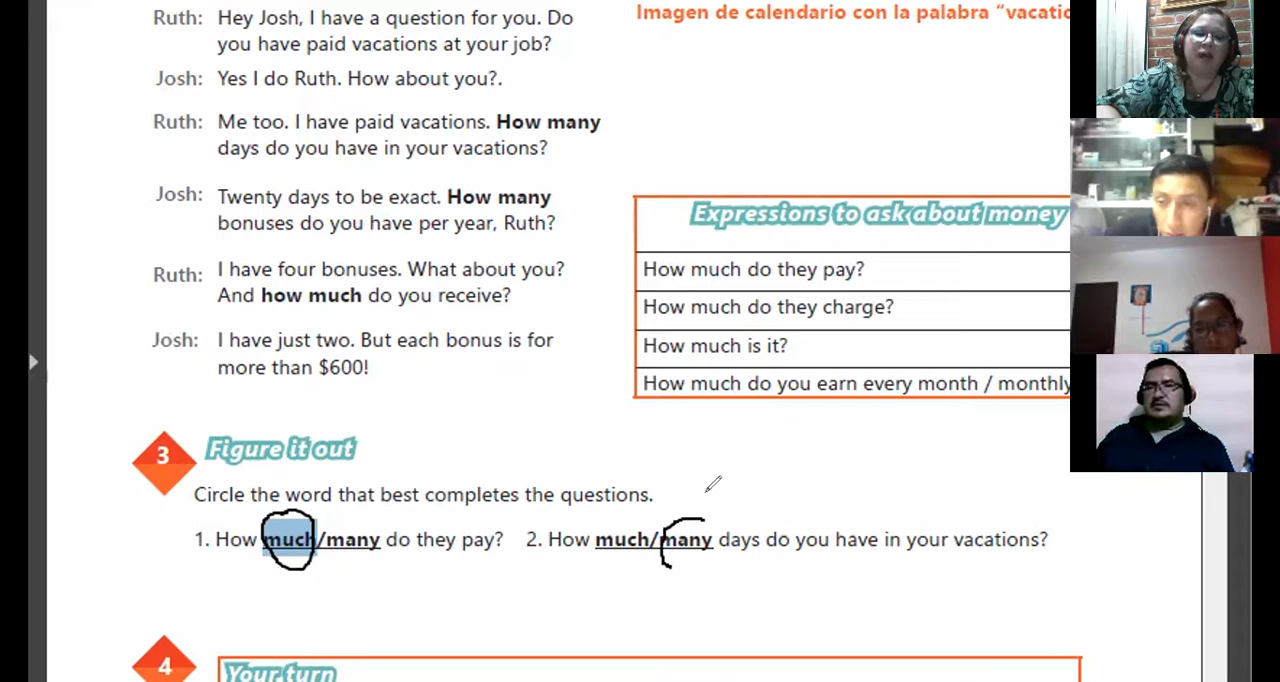 Ruth: Hey Josh, I have a question for you. Do
you have paid vacations at your job?
Josh: Yes I do Ruth. How about you?.
Ruth: Me too. I have paid vacations. How many
days do you have in your vacations?
Josh: Twenty days to be exact. How many
bonuses do you have per year, Ruth?
Ruth: I have four bonuses. What about you?
And how much do you receive?
Josh: I have just two. But each bonus is for
more than $600!
Imagen de calendario con la palabra “vacatio
Expressions to ask about money
How much do they pay?
How much do they charge?
How much is it?
How much do you earn every month / monthly
3 Figure it out
Circle the word that best completes the questions.
1. How much/many do they pay? 2. How much/many days do you have in your vacations?
4 Your turn